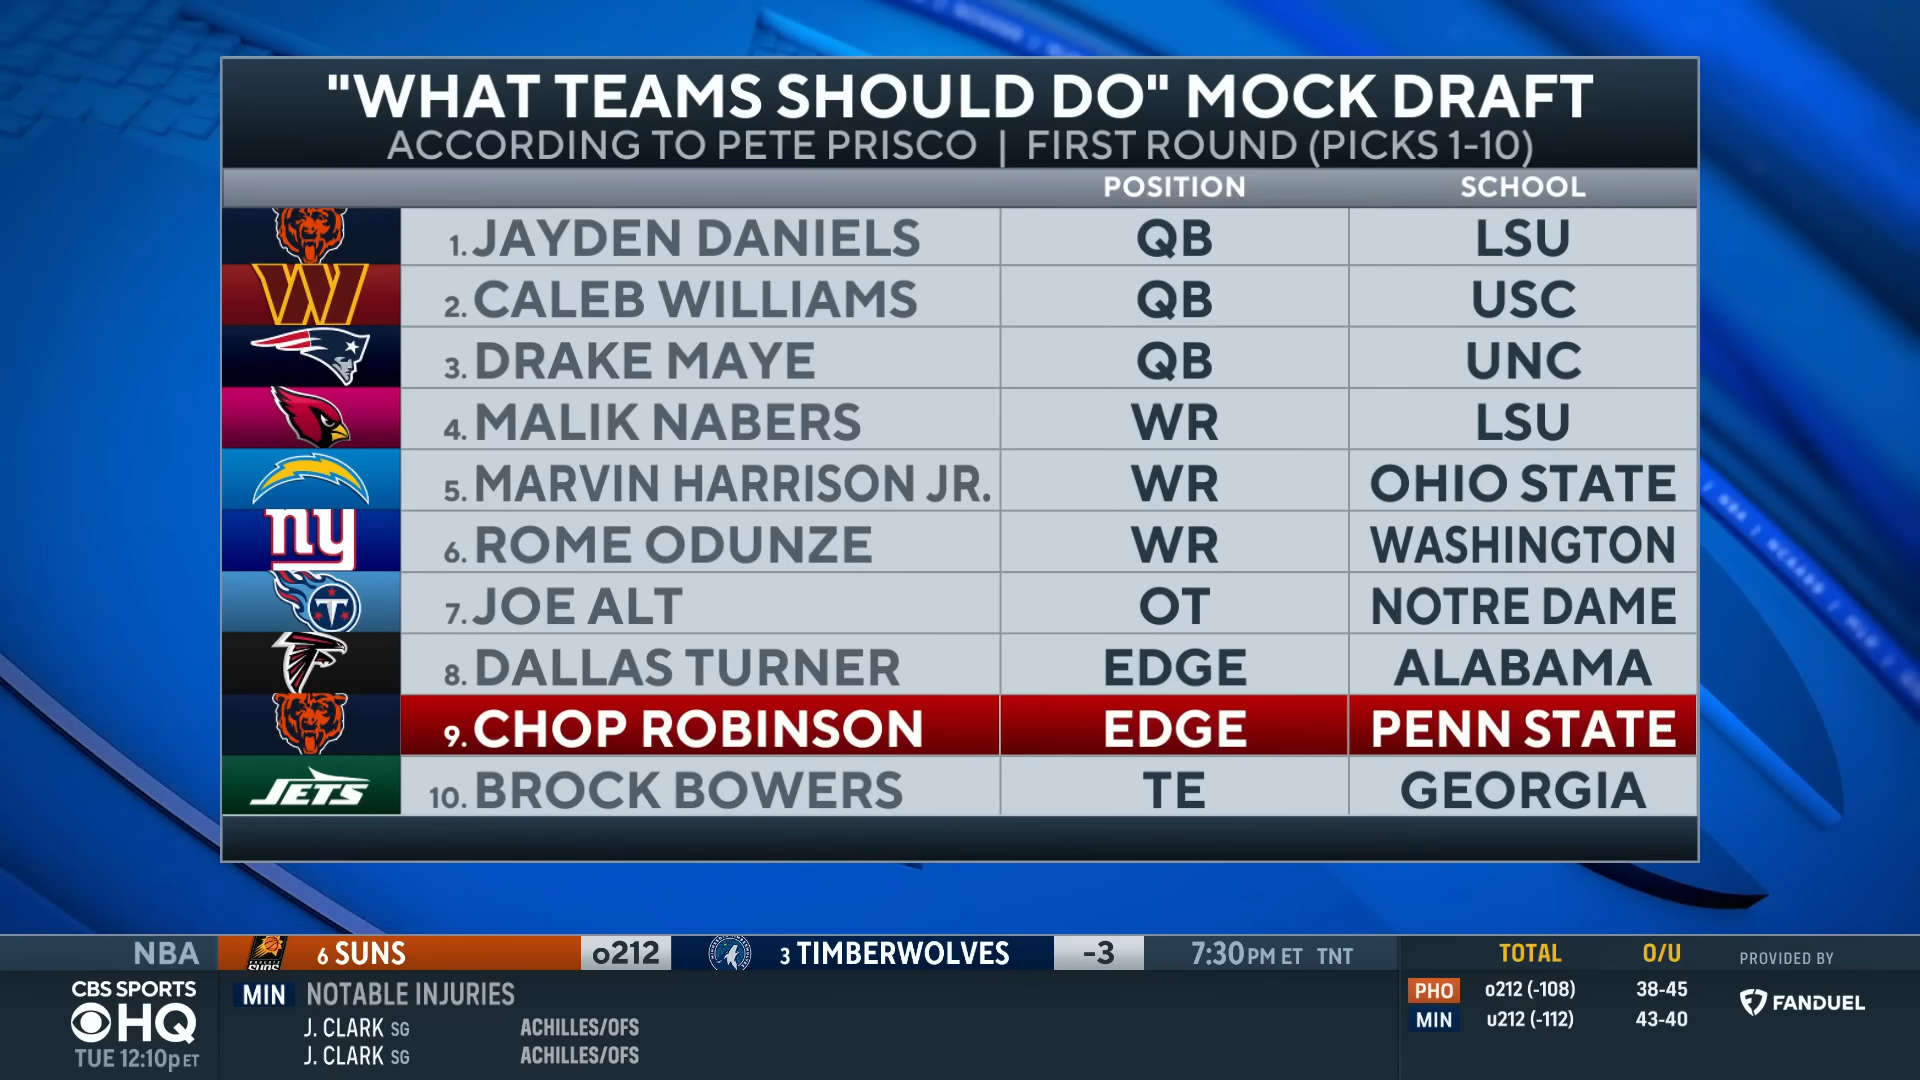 "WHAT TEAMS SHOULD DO" MOCK DRAFT
ACCORDING TO PETE PRISCO | FIRST ROUND (PICKS 1-10)
POSITION SCHOOL
1. JAYDEN DANIELS QB LSU
2. CALEB WILLIAMS QB USC
3. DRAKE MAYE QB UNC
4. MALIK NABERS WR LSU
5. MARVIN HARRISON JR. WR OHIO STATE
ny 6. ROME ODUNZE WR WASHINGTON
T 7. JOE ALT OT NOTRE DAME
8. DALLAS TURNER EDGE ALABAMA
9. CHOP ROBINSON EDGE PENN STATE
JETS 10. BROCK BOWERS TE GEORGIA
NBA SUNS 6 SUNS o212 3 TIMBERWOLVES -3 7:30PM ET TNT
TOTAL O/U PROVIDED BY
CBS SPORTS
HQ
TUE 12:10pET
MIN NOTABLE INJURIES
J. CLARK SG ACHILLES/OFS
J. CLARK SG ACHILLES/OFS
PHO o212 (-108) 38-45
MIN u212 (-112) 43-40
FANDUEL